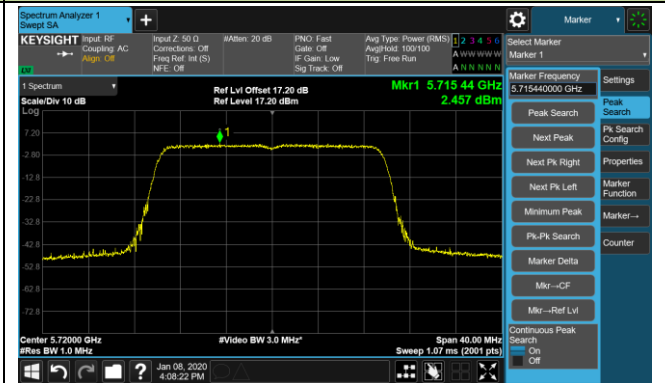 Spectrum Analyzer 1
Swept SA
+
Marker
KEYSIGHT
Input: RF
Coupling: AC
Align: Off
Input Z: 50 Ω
Corrections: Off
Freq Ref: Int (S)
NFE: Off
#Atten: 20 dB
PNO: Fast
Gate: Off
IF Gain: Low
Sig Track: Off
Avg Type: Power (RMS)
Avg|Hold: 100/100
Trig: Free Run
1 2 3 4 5 6
A W W W W W
A N N N N N
LXI
1 Spectrum
Scale/Div 10 dB
Log
Ref Lvl Offset 17.20 dB
Ref Level 17.20 dBm
Mkr1 5.715 44 GHz
2.457 dBm
1
7.20
-2.80
-12.8
-22.8
-32.8
-42.8
-52.8
-62.8
-72.8
Center 5.72000 GHz
#Res BW 1.0 MHz
#Video BW 3.0 MHz*
Span 40.00 MHz
Sweep 1.07 ms (2001 pts)
?
Jan 08, 2020
4:08:22 PM
Select Marker
Marker 1
Marker Frequency
5.715440000 GHz
Peak Search
Next Peak
Next Pk Right
Next Pk Left
Minimum Peak
Pk-Pk Search
Marker Delta
Mkr→CF
Mkr→Ref Lvl
Continuous Peak
Search
On
Off
Settings
Peak
Search
Pk Search
Config
Properties
Marker
Function
Marker→
Counter